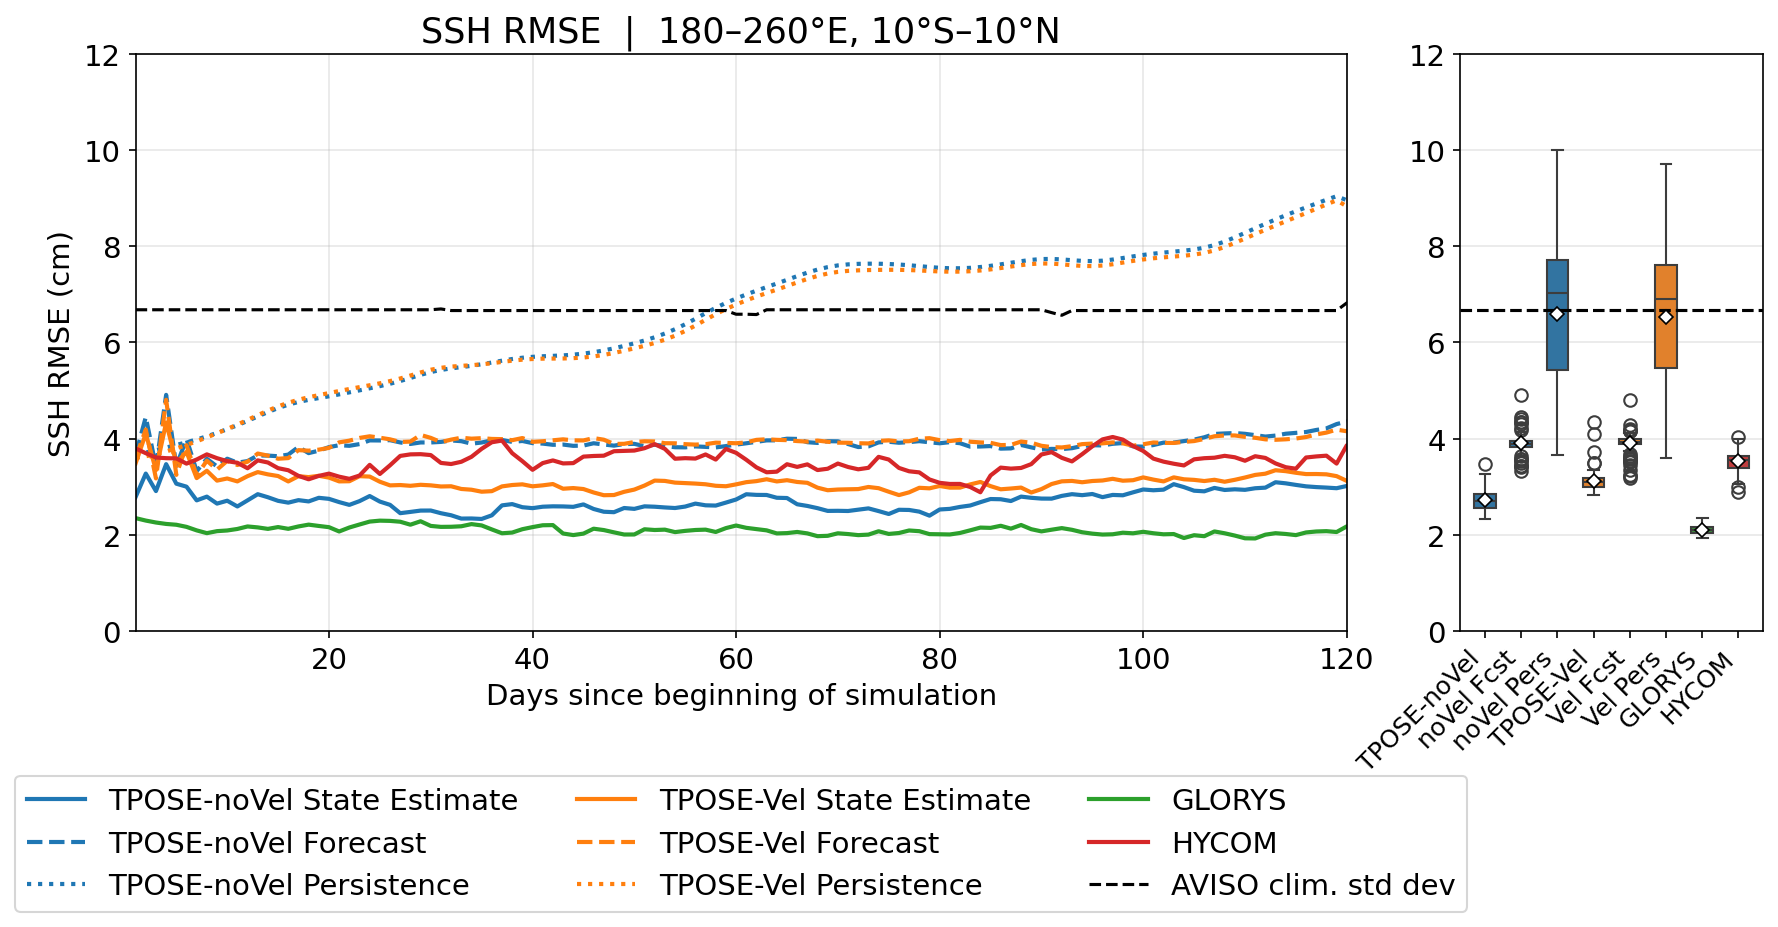 SSH RMSE | 180–260°E, 10°S–10°N
SSH RMSE (cm)
12
10
8
6
4
2
0
20
40
60
80
100
120
Days since beginning of simulation
12
10
8
6
4
2
0
TPOSE-noVel
noVel Fcst
noVel Pers
TPOSE-Vel
Vel Fcst
Vel Pers
GLORYS
HYCOM
TPOSE-noVel State Estimate
TPOSE-noVel Forecast
TPOSE-noVel Persistence
TPOSE-Vel State Estimate
TPOSE-Vel Forecast
TPOSE-Vel Persistence
GLORYS
HYCOM
AVISO clim. std dev